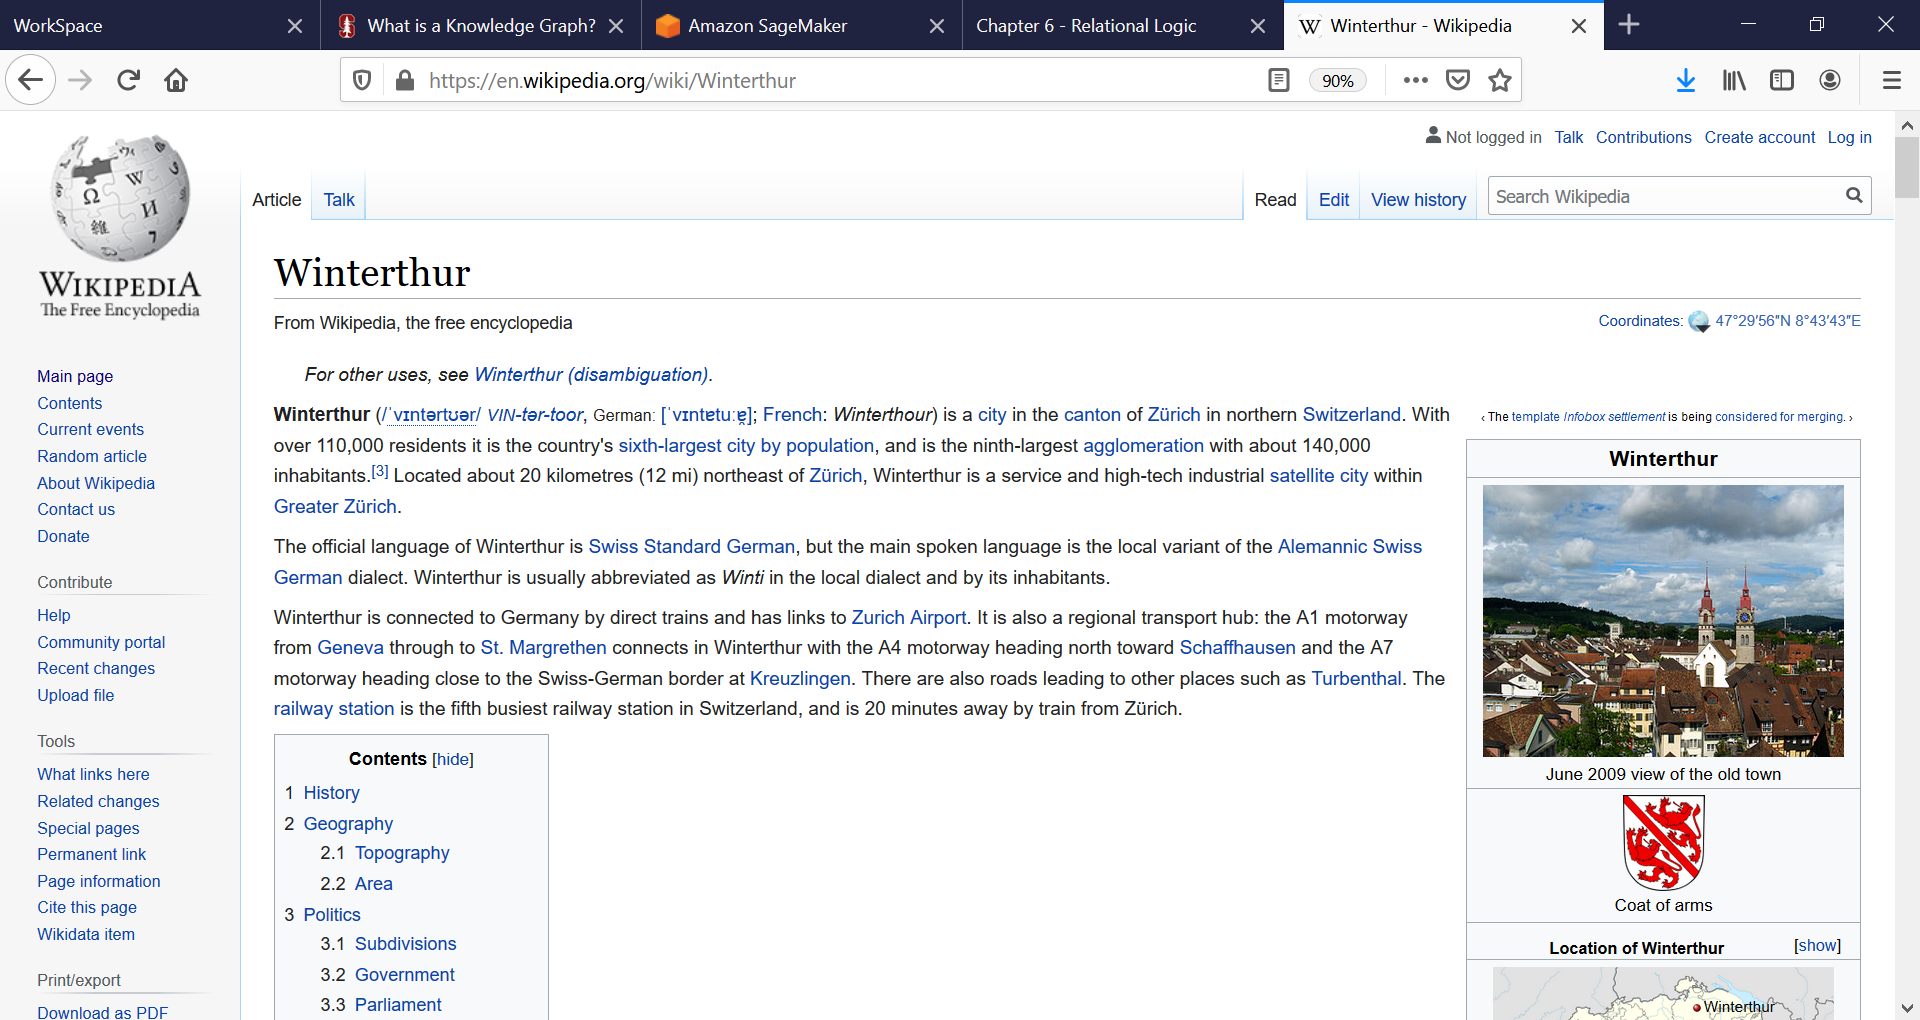 WorkSpace
What is a Knowledge Graph?
Amazon SageMaker
Chapter 6 - Relational Logic
Winterthur - Wikipedia
https://en.wikipedia.org/wiki/Winterthur
90%
Not logged in Talk Contributions Create account Log in
Article Talk
Read Edit View history
Search Wikipedia
WIKIPEDIA
The Free Encyclopedia
Main page
Contents
Current events
Random article
About Wikipedia
Contact us
Donate
Contribute
Help
Community portal
Recent changes
Upload file
Tools
What links here
Related changes
Special pages
Permanent link
Page information
Cite this page
Wikidata item
Print/export
Download as PDF
Winterthur
From Wikipedia, the free encyclopedia
Coordinates: 47°29′56″N 8°43′43″E
For other uses, see Winterthur (disambiguation).
Winterthur (/ˈvɪntərtʊər/ VIN-tər-toor, German: [ˈvɪntɐtuːɐ̯]; French: Winterthour) is a city in the canton of Zürich in northern Switzerland. With
over 110,000 residents it is the country's sixth-largest city by population, and is the ninth-largest agglomeration with about 140,000
inhabitants.[3] Located about 20 kilometres (12 mi) northeast of Zürich, Winterthur is a service and high-tech industrial satellite city within
Greater Zürich.
The official language of Winterthur is Swiss Standard German, but the main spoken language is the local variant of the Alemannic Swiss
German dialect. Winterthur is usually abbreviated as Winti in the local dialect and by its inhabitants.
Winterthur is connected to Germany by direct trains and has links to Zurich Airport. It is also a regional transport hub: the A1 motorway
from Geneva through to St. Margrethen connects in Winterthur with the A4 motorway heading north toward Schaffhausen and the A7
motorway heading close to the Swiss-German border at Kreuzlingen. There are also roads leading to other places such as Turbenthal. The
railway station is the fifth busiest railway station in Switzerland, and is 20 minutes away by train from Zürich.
Contents [hide]
1 History
2 Geography
2.1 Topography
2.2 Area
3 Politics
3.1 Subdivisions
3.2 Government
3.3 Parliament
‹ The template Infobox settlement is being considered for merging. ›
Winterthur
June 2009 view of the old town
Coat of arms
Location of Winterthur [show]
Winterthur